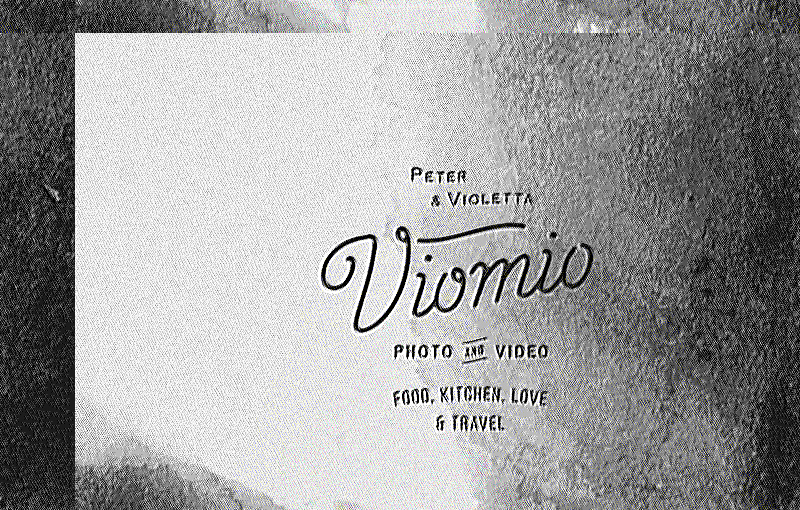 PETER
& VIOLETTA
Viomio
PHOTO AND VIDEO
FOOD, KITCHEN, LOVE
& TRAVEL